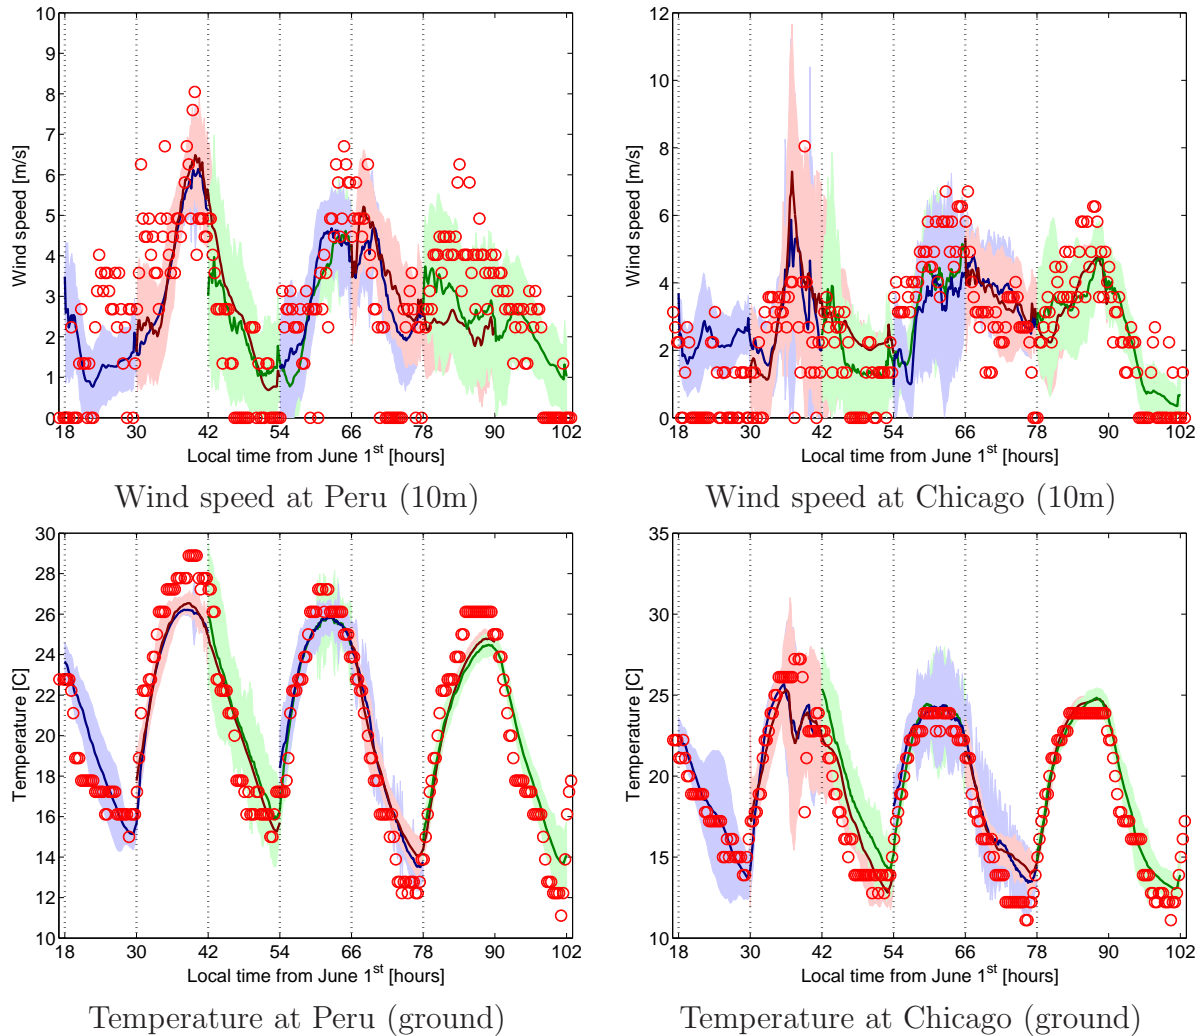 10
9
8
7
6
5
4
3
2
1
0
Wind speed [m/s]
18 30 42 54 66 78 90 102
Local time from June 1st [hours]
Wind speed at Peru (10m)
12
10
8
6
4
2
0
Wind speed [m/s]
18 30 42 54 66 78 90 102
Local time from June 1st [hours]
Wind speed at Chicago (10m)
30
28
26
24
22
20
18
16
14
12
10
Temperature [C]
18 30 42 54 66 78 90 102
Local time from June 1st [hours]
Temperature at Peru (ground)
35
30
25
20
15
10
Temperature [C]
18 30 42 54 66 78 90 102
Local time from June 1st [hours]
Temperature at Chicago (ground)